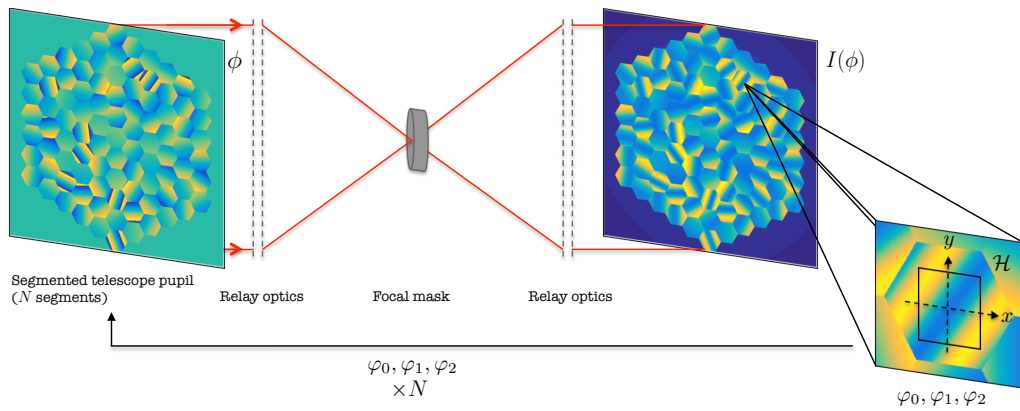 ϕ
I(ϕ)
y
ℋ
x
Segmented telescope pupil
(N segments)
Relay optics
Focal mask
Relay optics
φ₀, φ₁, φ₂
×N
φ₀, φ₁, φ₂